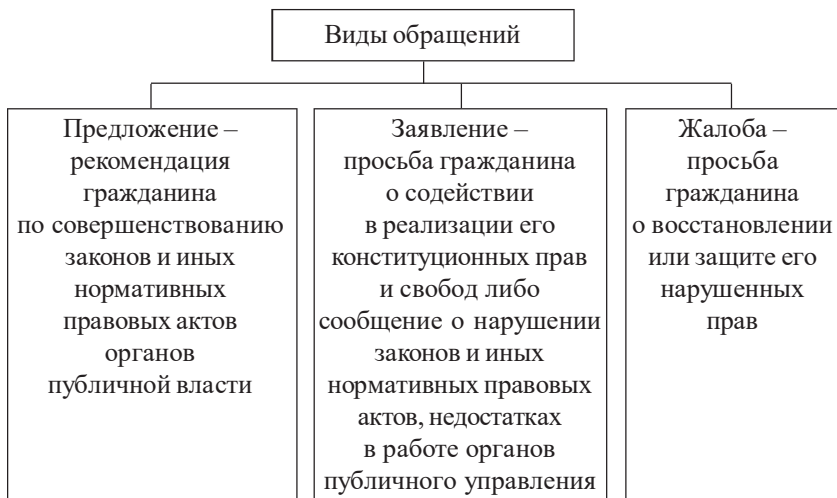 Виды обращений
Предложение –
рекомендация
гражданина
по совершенствованию
законов и иных
нормативных
правовых актов
органов
публичной власти
Заявление –
просьба гражданина
о содействии
в реализации его
конституционных прав
и свобод либо
сообщение о нарушении
законов и иных
нормативных правовых
актов, недостатках
в работе органов
публичного управления
Жалоба –
просьба
гражданина
о восстановлении
или защите его
нарушенных
прав